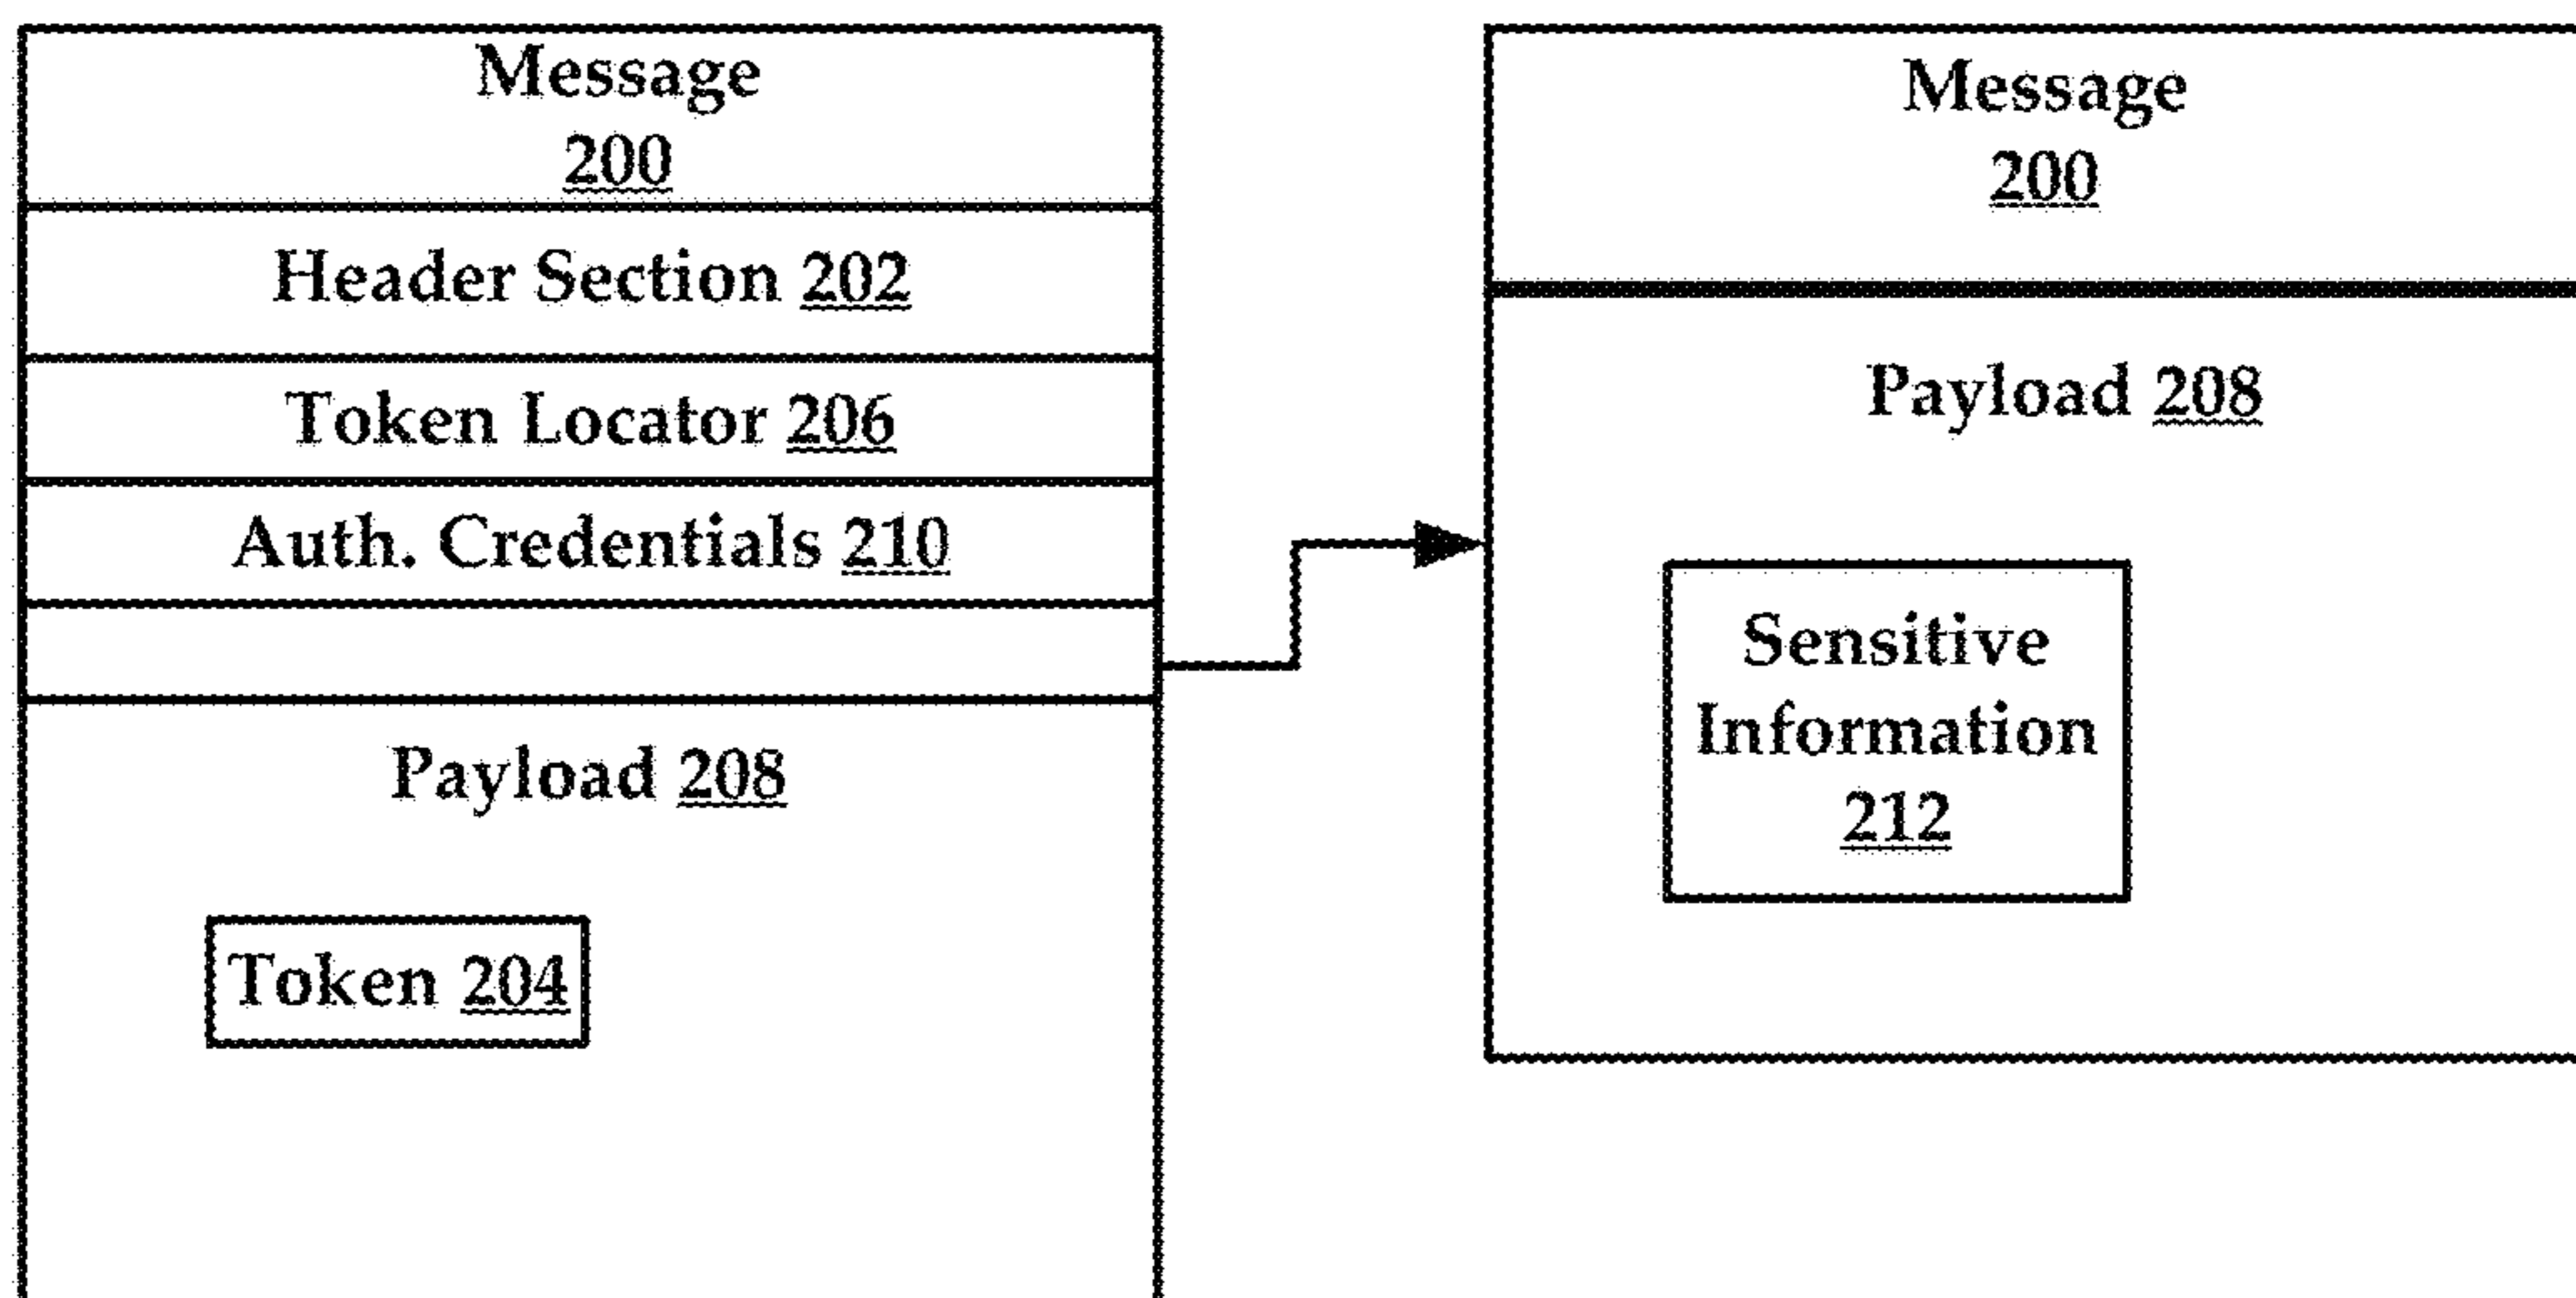 Message
200
Header Section 202
Token Locator 206
Auth. Credentials 210
Payload 208
Token 204
Message
200
Payload 208
Sensitive
Information
212